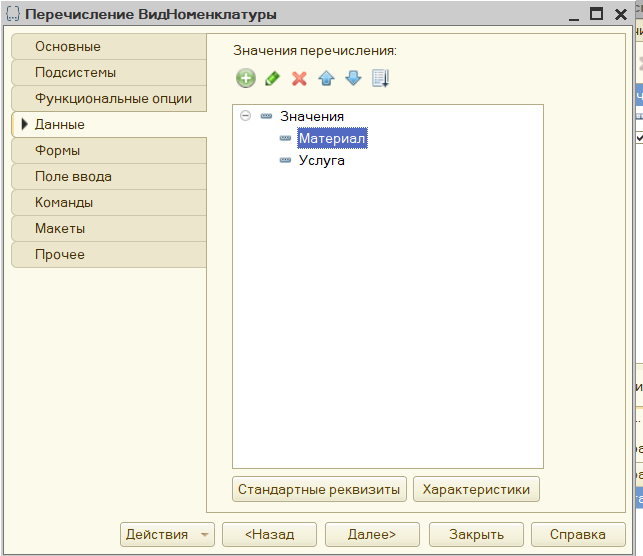 Перечисление ВидНоменклатуры
Основные
Подсистемы
Функциональные опции
Данные
Формы
Поле ввода
Команды
Макеты
Прочее
Значения перечисления:
Значения
Материал
Услуга
Стандартные реквизиты
Характеристики
Действия
<Назад
Далее>
Закрыть
Справка